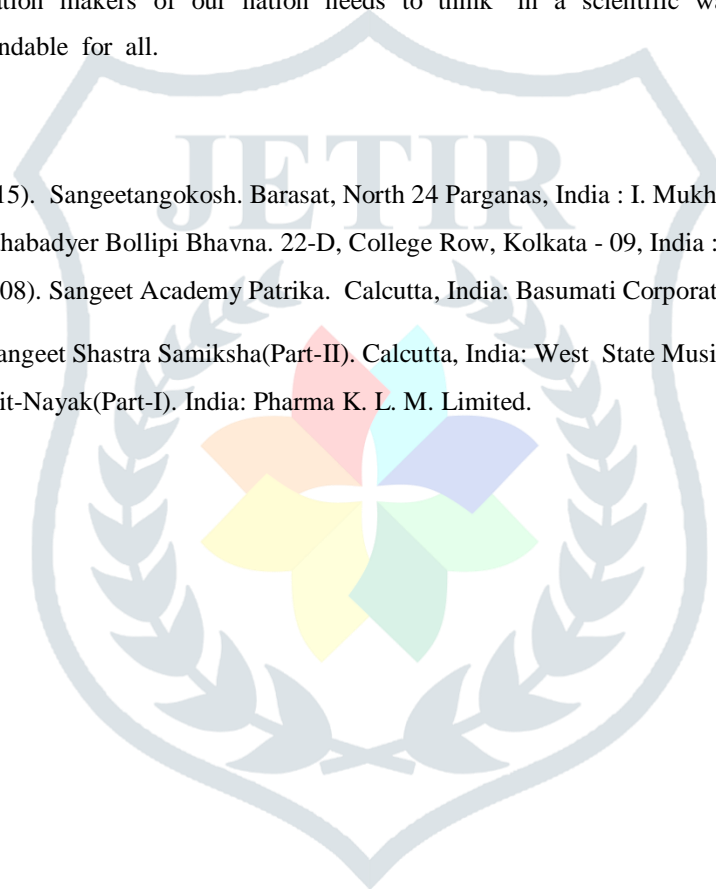 ation makers of our nation needs to think in a scientific wa
ndable for all.
JETIR
15). Sangeetangokosh. Barasat, North 24 Parganas, India : I. Mukh
habadyer Bollipi Bhavna. 22-D, College Row, Kolkata - 09, India :
08). Sangeet Academy Patrika. Calcutta, India: Basumati Corporat
angeet Shastra Samiksha(Part-II). Calcutta, India: West State Musi
it-Nayak(Part-I). India: Pharma K. L. M. Limited.